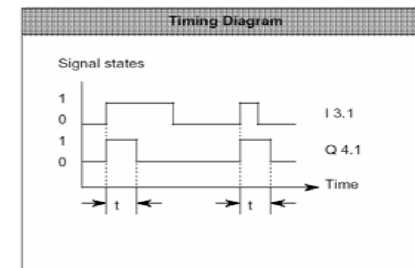 Timing Diagram
Signal states
1
0
I 3.1
1
0
Q 4.1
Time
t
t